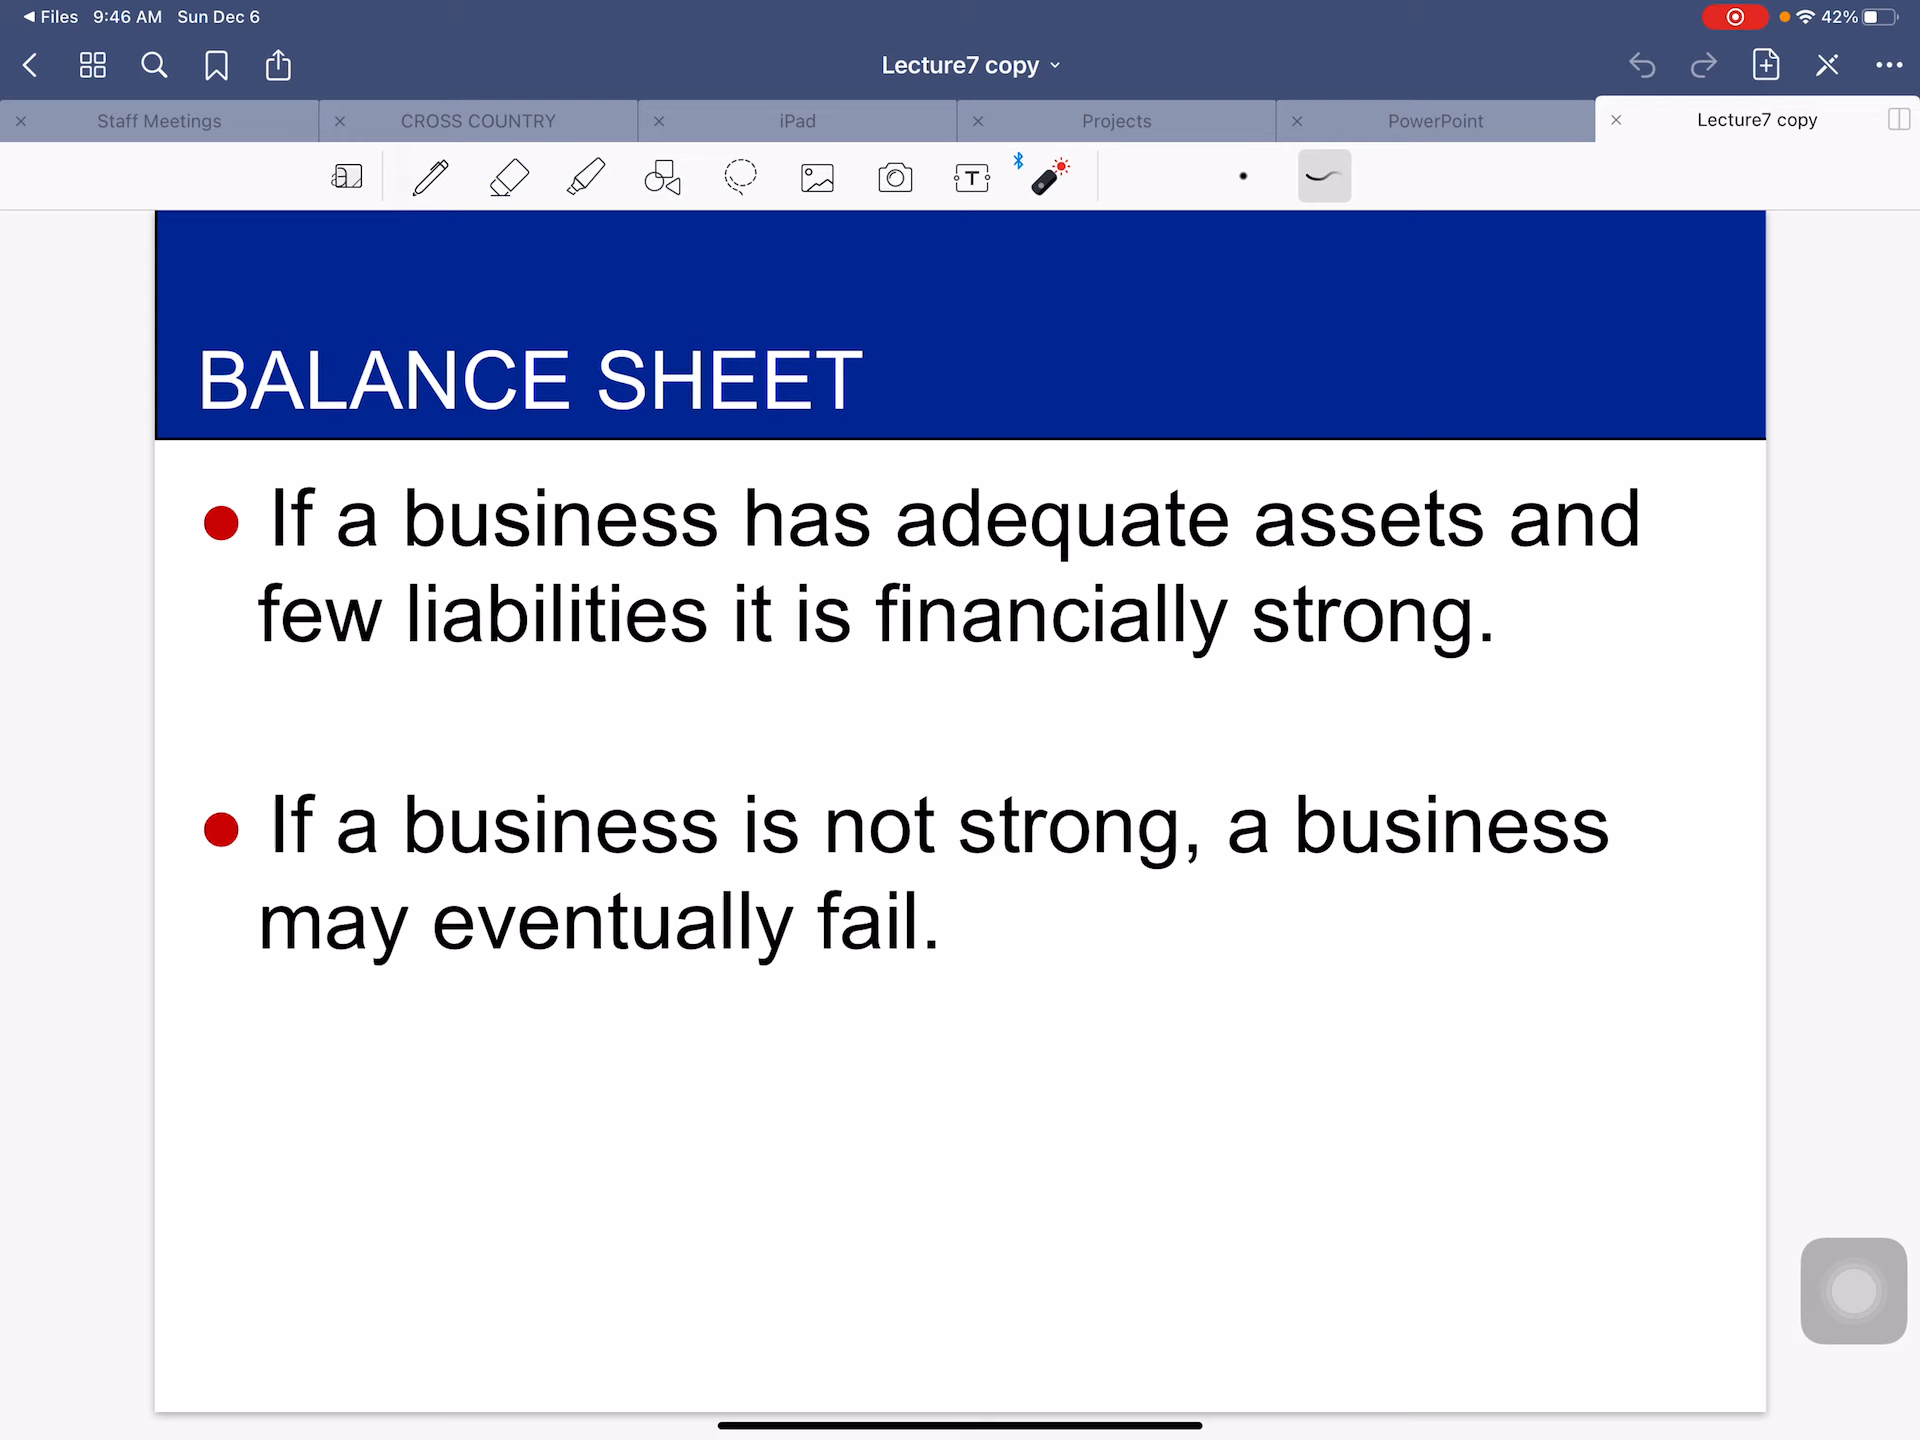 Files 9:46 AM Sun Dec 6 42%
Lecture7 copy
Staff Meetings CROSS COUNTRY iPad Projects PowerPoint Lecture7 copy
BALANCE SHEET
If a business has adequate assets and
few liabilities it is financially strong.
If a business is not strong, a business
may eventually fail.